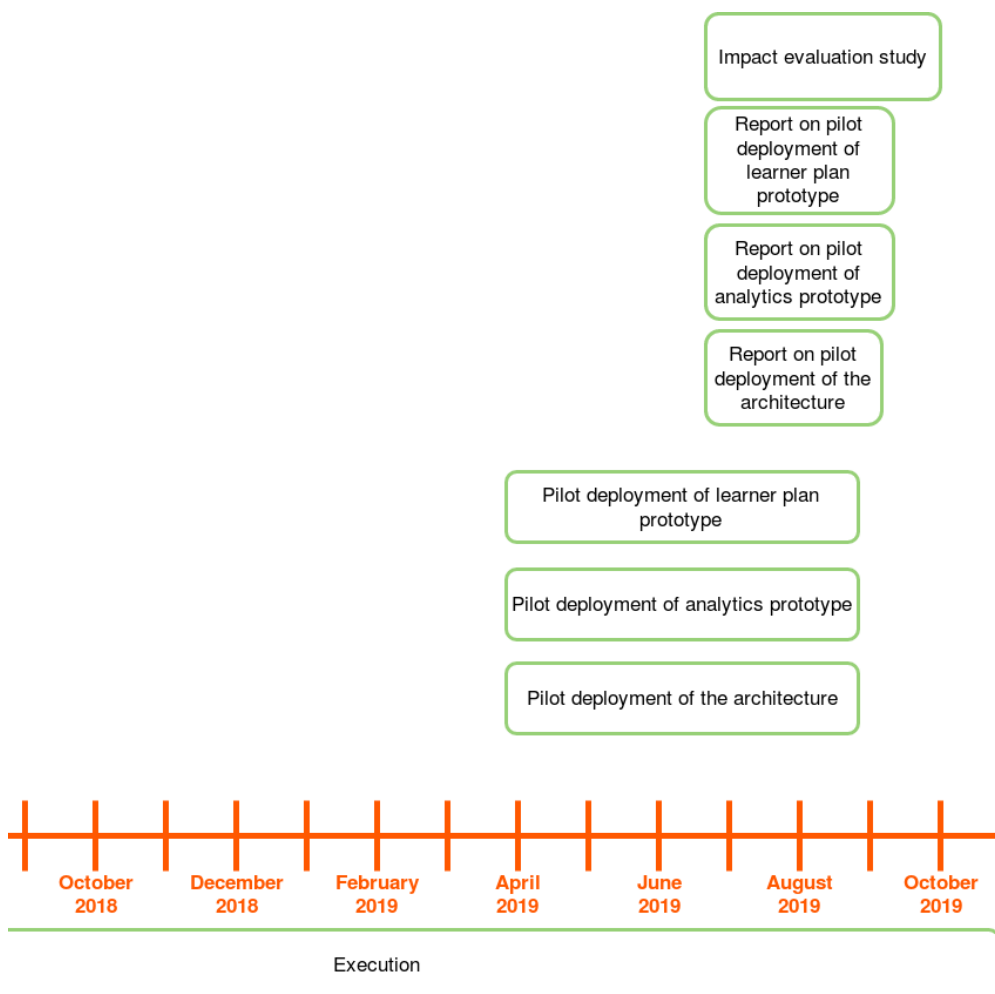 Impact evaluation study
Report on pilot
deployment of
learner plan
prototype
Report on pilot
deployment of
analytics prototype
Report on pilot
deployment of the
architecture
Pilot deployment of learner plan
prototype
Pilot deployment of analytics prototype
Pilot deployment of the architecture
October
2018
December
2018
February
2019
April
2019
June
2019
August
2019
October
2019
Execution